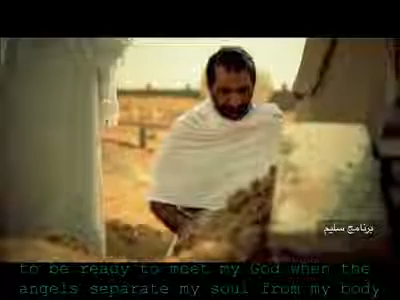 برنامج سليم
to be ready to meet my God when the
angels separate my soul from my body